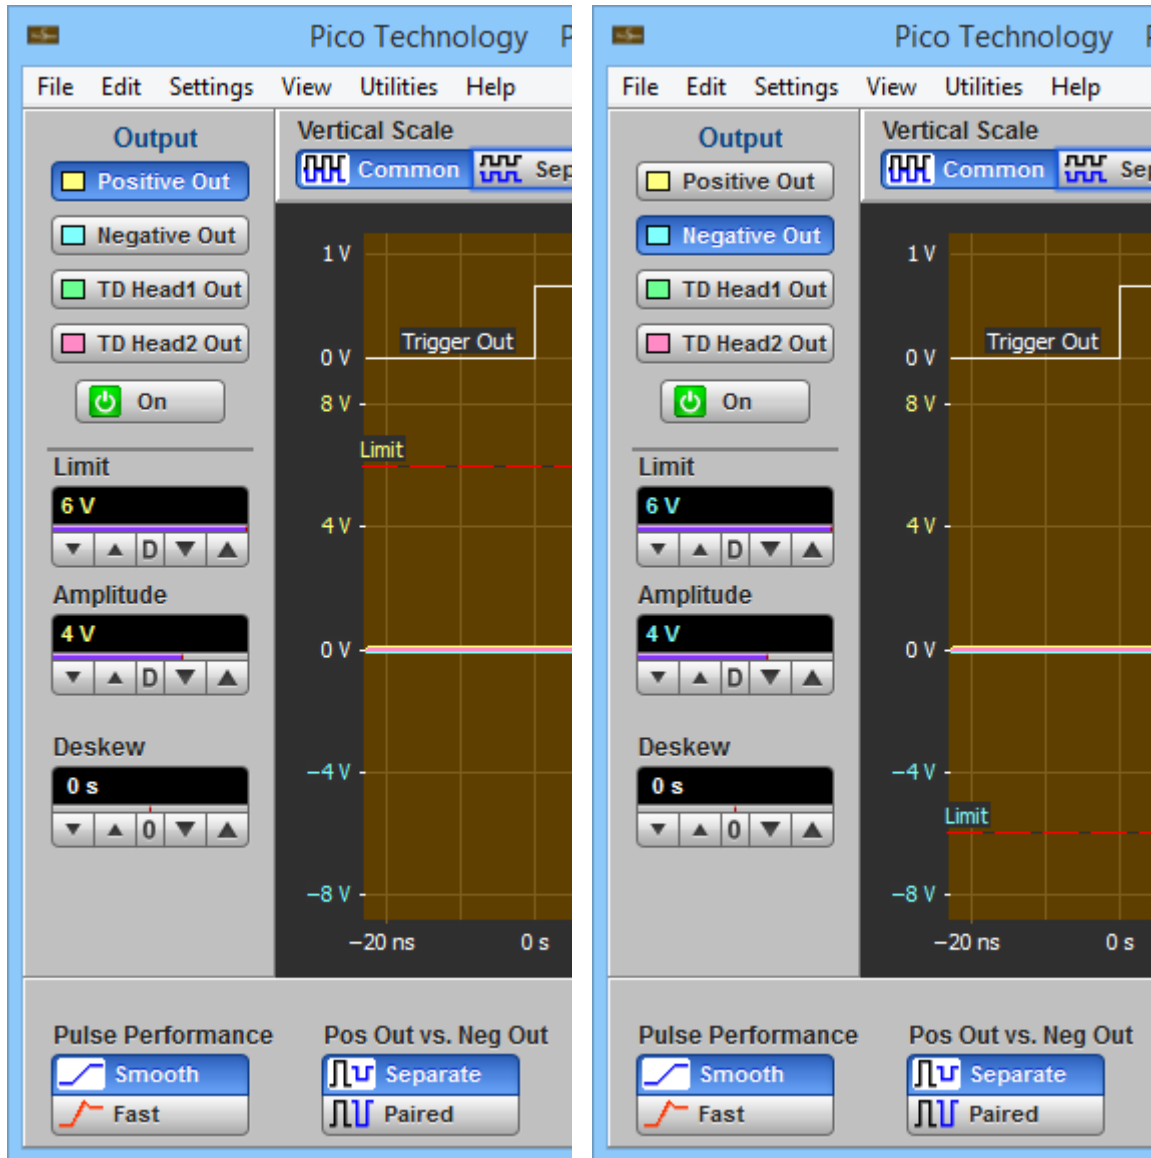 Pico Technology P
File Edit Settings View Utilities Help
Output
Positive Out
Negative Out
TD Head1 Out
TD Head2 Out
On
Limit
6 V
D
Amplitude
4 V
D
Deskew
0 s
0
Vertical Scale
Common Sep
1 V
Trigger Out
0 V
8 V
Limit
4 V
0 V
−4 V
−8 V
−20 ns 0 s
Pulse Performance
Smooth
Fast
Pos Out vs. Neg Out
Separate
Paired
Pico Technology
File Edit Settings View Utilities Help
Output
Positive Out
Negative Out
TD Head1 Out
TD Head2 Out
On
Limit
6 V
D
Amplitude
4 V
D
Deskew
0 s
0
Vertical Scale
Common Sep
1 V
Trigger Out
0 V
8 V
4 V
0 V
−4 V
Limit
−8 V
−20 ns 0 s
Pulse Performance
Smooth
Fast
Pos Out vs. Neg Out
Separate
Paired